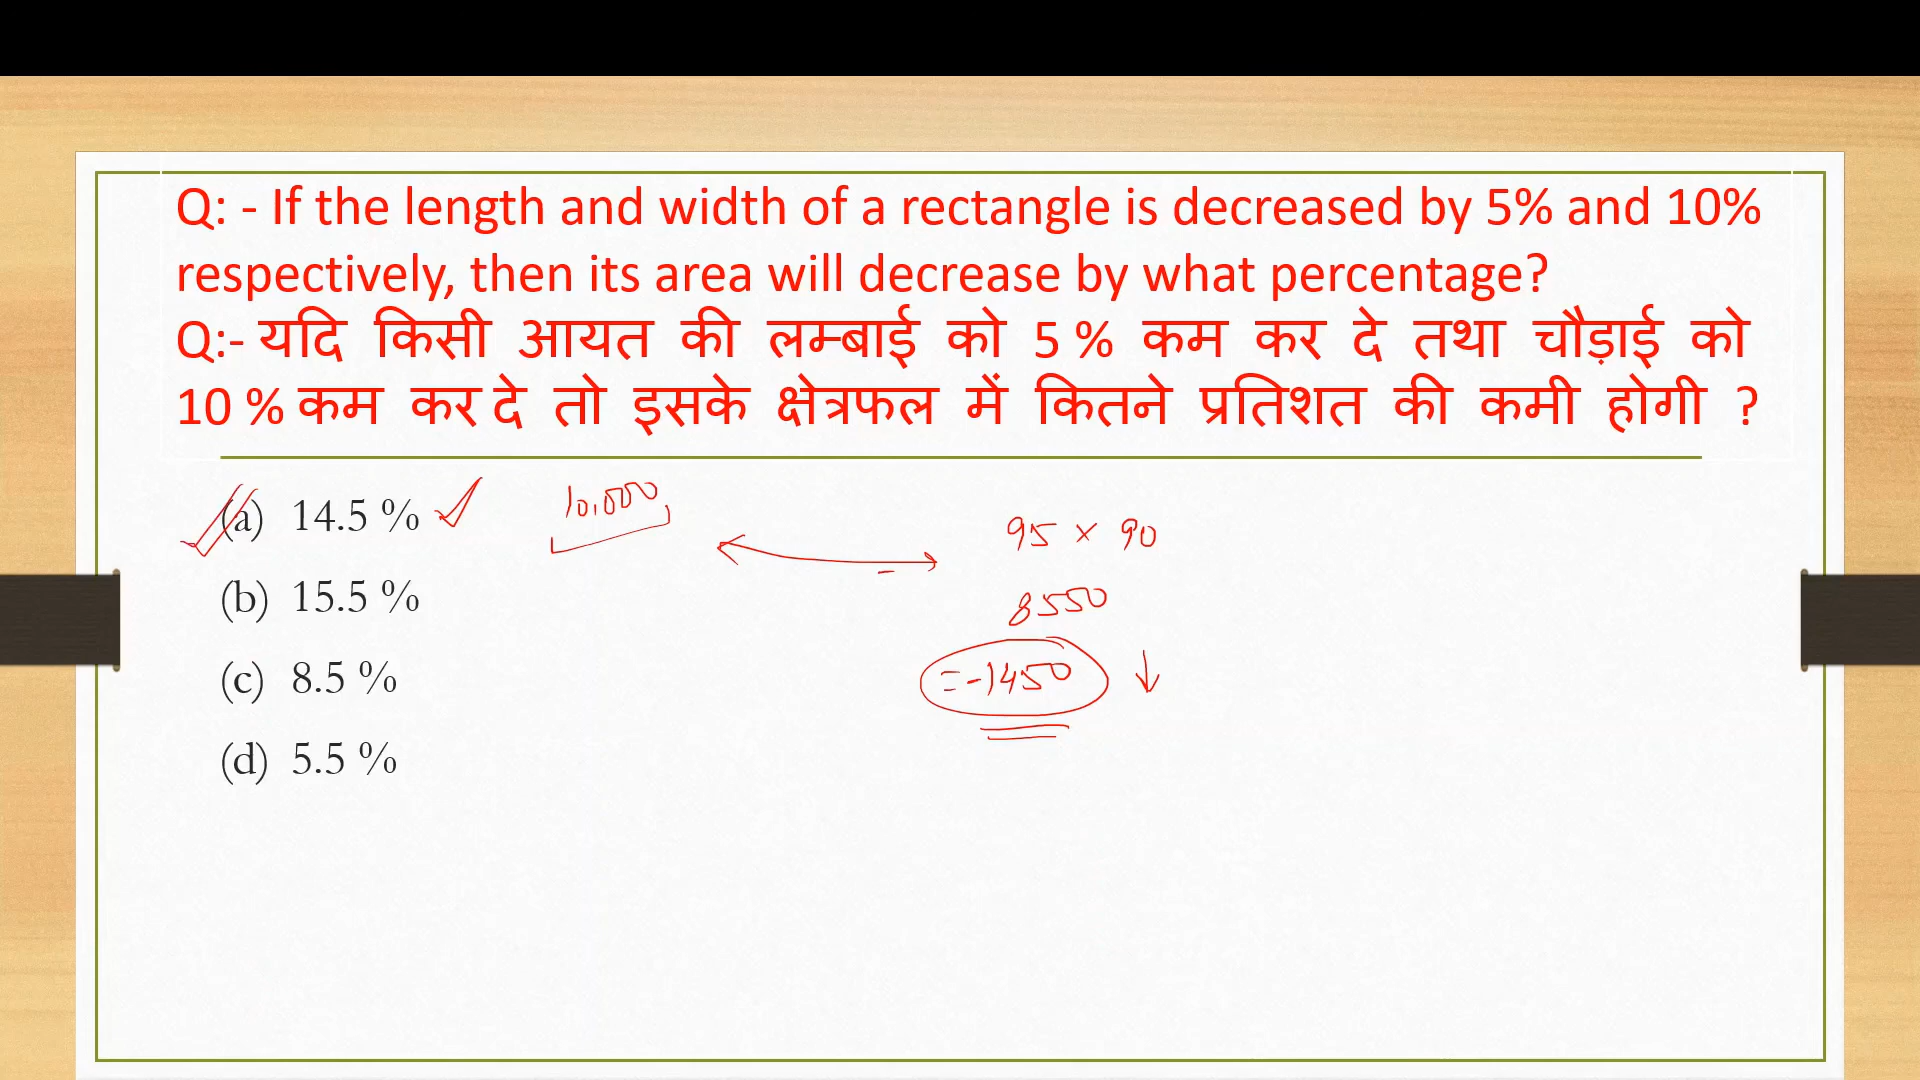 Q: - If the length and width of a rectangle is decreased by 5% and 10%
respectively, then its area will decrease by what percentage?
Q:- यदि किसी आयत की लम्बाई को 5 % कम कर दे तथा चौड़ाई को
10 % कम कर दे तो इसके क्षेत्रफल में कितने प्रतिशत की कमी होगी ?
(a) 14.5 %
10,000
95 × 90
(b) 15.5 %
8550
(c) 8.5 %
= -1450 ↓
(d) 5.5 %